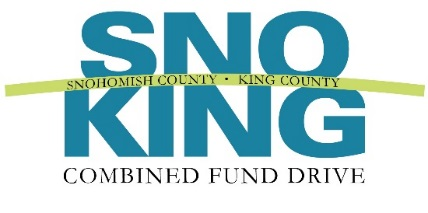 SNO
SNOHOMISH COUNTY • KING COUNTY
KING
COMBINED FUND DRIVE